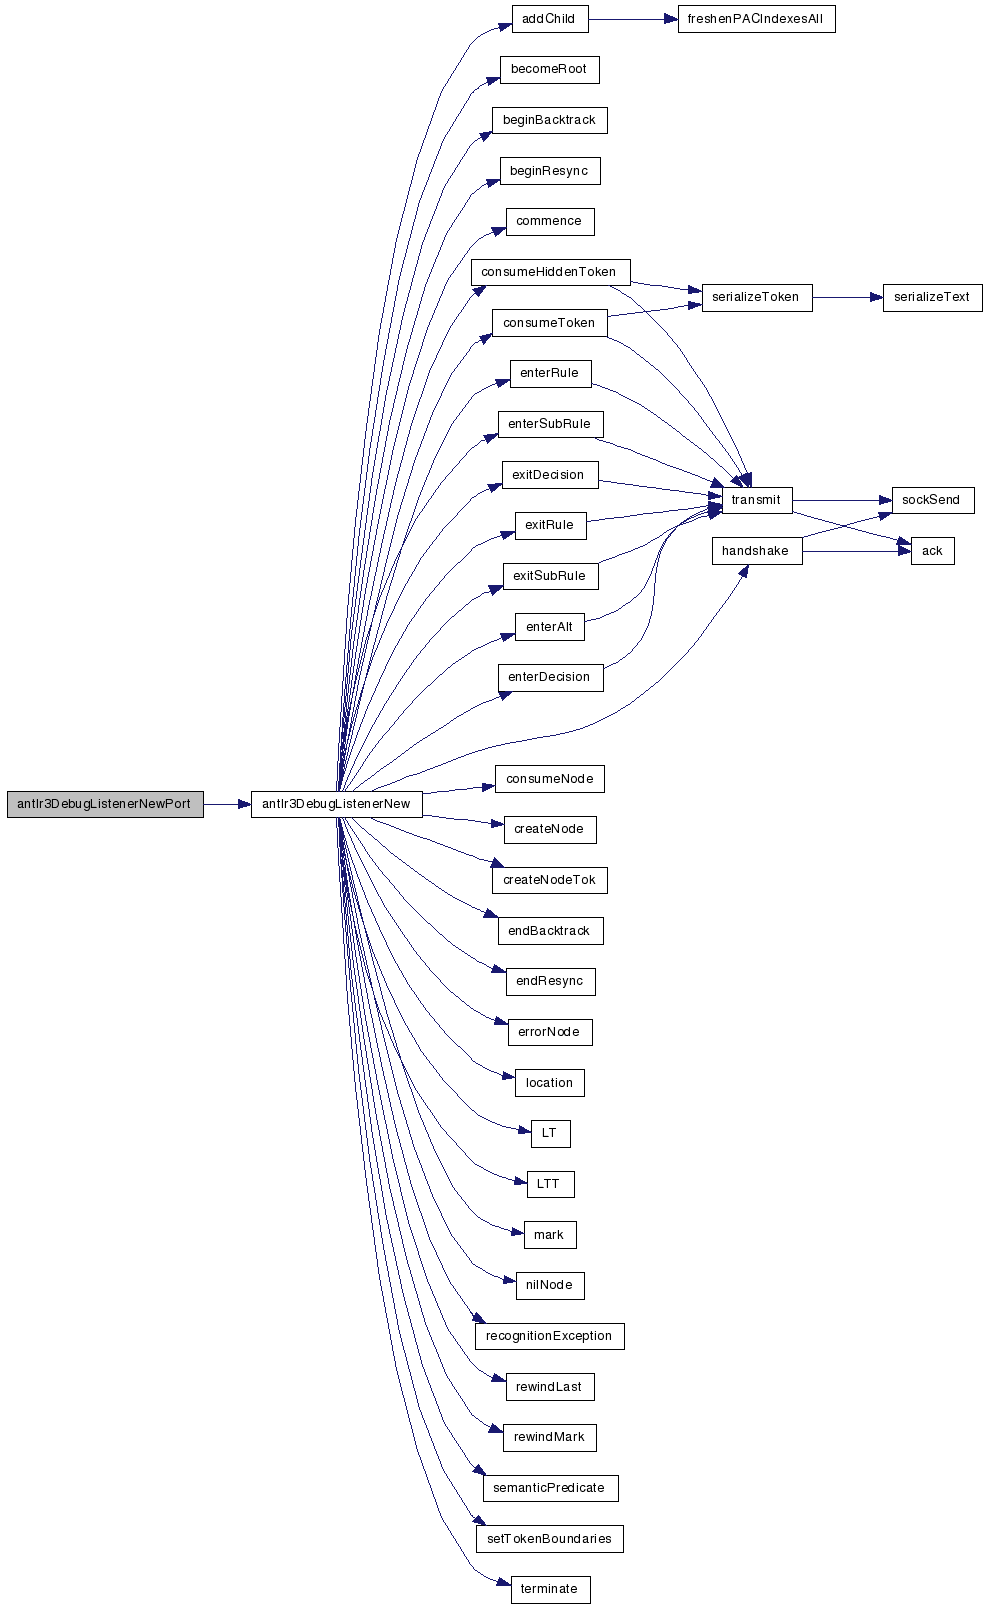 addChild
freshenPACIndexesAll
becomeRoot
beginBacktrack
beginResync
commence
consumeHiddenToken
serializeToken
serializeText
consumeToken
enterRule
enterSubRule
exitDecision
transmit
sockSend
exitRule
handshake
ack
exitSubRule
enterAlt
enterDecision
consumeNode
antlr3DebugListenerNewPort
antlr3DebugListenerNew
createNode
createNodeTok
endBacktrack
endResync
errorNode
location
LT
LTT
mark
nilNode
recognitionException
rewindLast
rewindMark
semanticPredicate
setTokenBoundaries
terminate